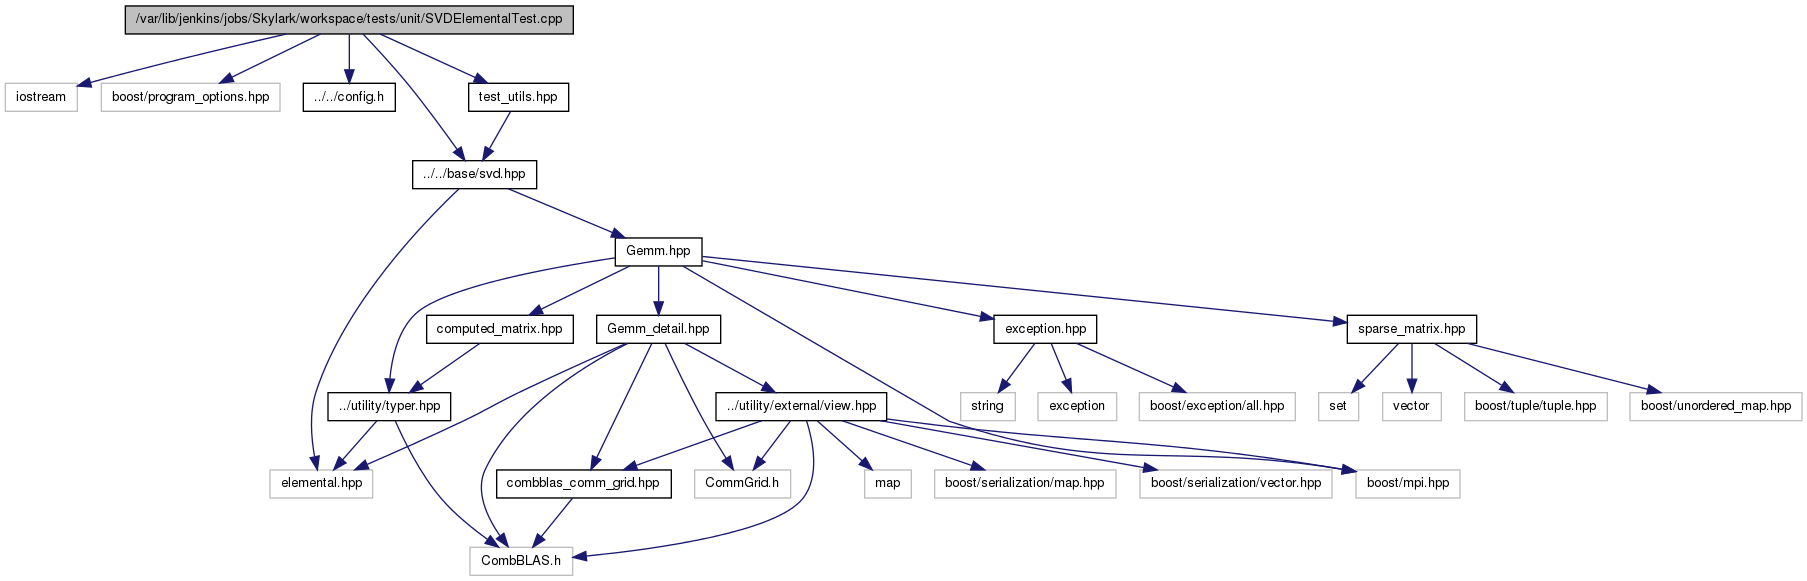 /var/lib/jenkins/jobs/Skylark/workspace/tests/unit/SVDElementalTest.cpp
iostream
boost/program_options.hpp
../../config.h
test_utils.hpp
../../base/svd.hpp
Gemm.hpp
computed_matrix.hpp
Gemm_detail.hpp
exception.hpp
sparse_matrix.hpp
../utility/typer.hpp
../utility/external/view.hpp
string
exception
boost/exception/all.hpp
set
vector
boost/tuple/tuple.hpp
boost/unordered_map.hpp
elemental.hpp
combblas_comm_grid.hpp
CommGrid.h
map
boost/serialization/map.hpp
boost/serialization/vector.hpp
boost/mpi.hpp
CombBLAS.h